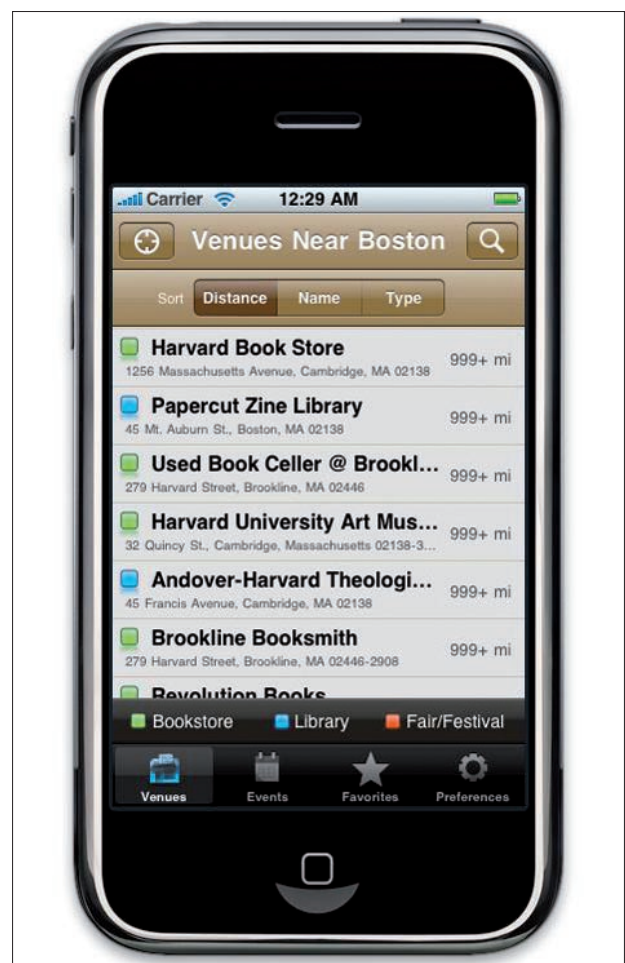 Carrier 12:29 AM
Venues Near Boston
Sort Distance Name Type
Harvard Book Store
1256 Massachusetts Avenue, Cambridge, MA 02138
999+ mi
Papercut Zine Library
45 Mt. Auburn St., Boston, MA 02138
999+ mi
Used Book Celler @ Brookl...
279 Harvard Street, Brookline, MA 02446
999+ mi
Harvard University Art Mus...
32 Quincy St., Cambridge, Massachusetts 02138-3...
999+ mi
Andover-Harvard Theologi...
45 Francis Avenue, Cambridge, MA 02138
999+ mi
Brookline Booksmith
279 Harvard Street, Brookline, MA 02446-2908
999+ mi
Revolution Books
Bookstore Library Fair/Festival
Venues Events Favorites Preferences